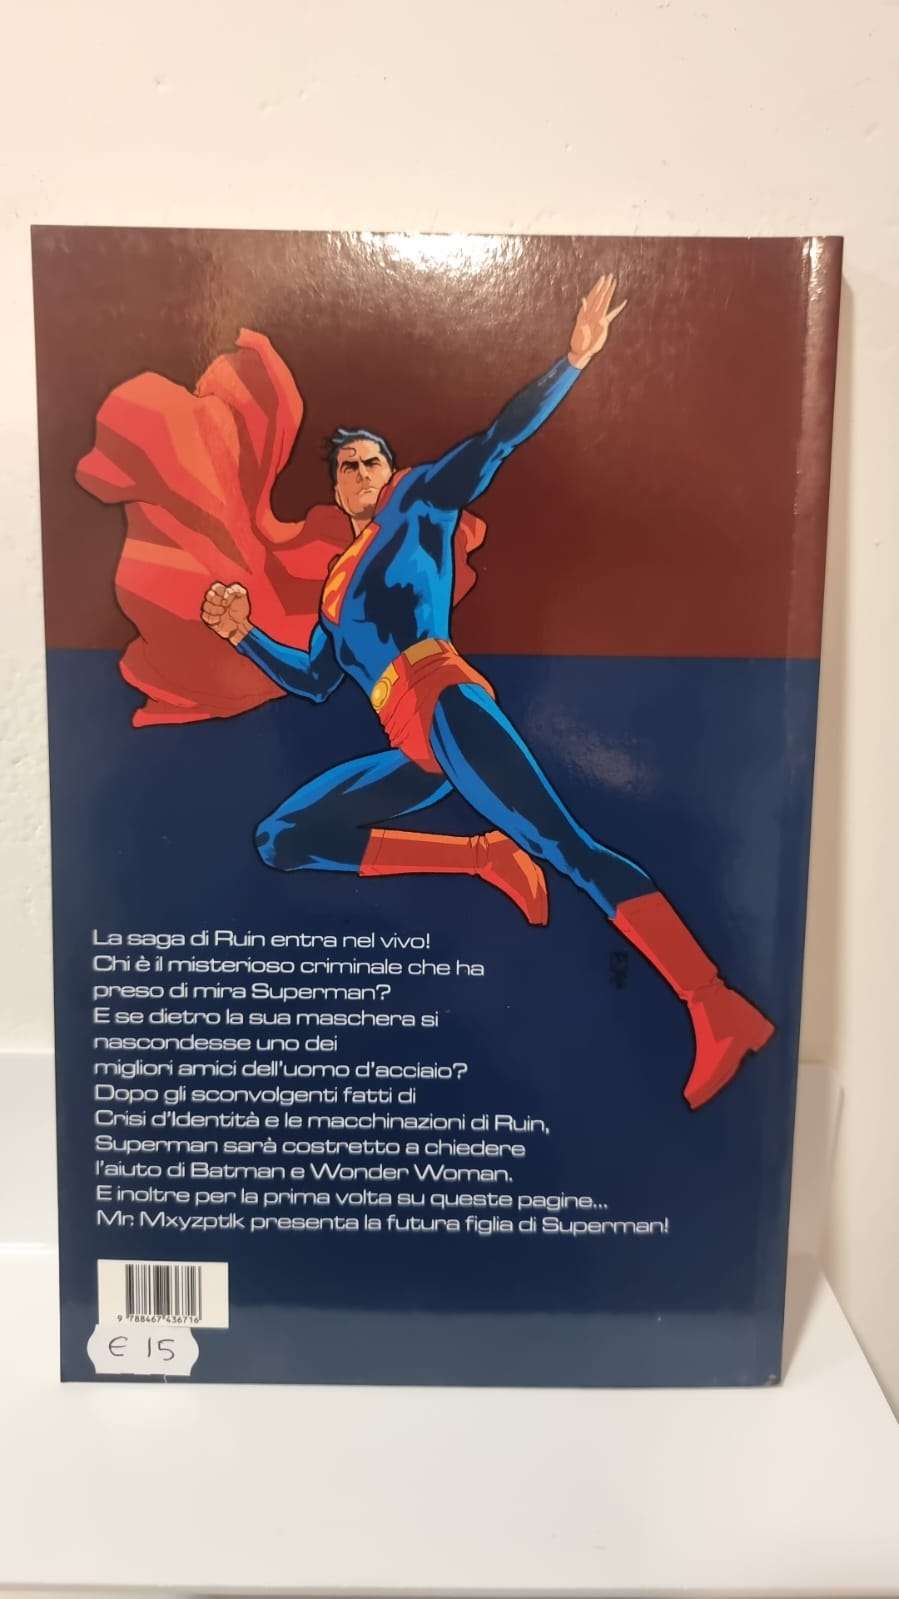 La saga di Ruin entra nel vivo!
Chi è il misterioso criminale che ha
preso di mira Superman?
E se dietro la sua maschera si
nascondesse uno dei
migliori amici dell'uomo d'acciaio?
Dopo gli sconvolgenti fatti di
Crisi d'Identità e le macchinazioni di Ruin,
Superman sarà costretto a chiedere
l'aiuto di Batman e Wonder Woman.
E inoltre per la prima volta su queste pagine...
Mr. Mxyzptlk presenta la futura figlia di Superman!
9 788467 436716
€ 15